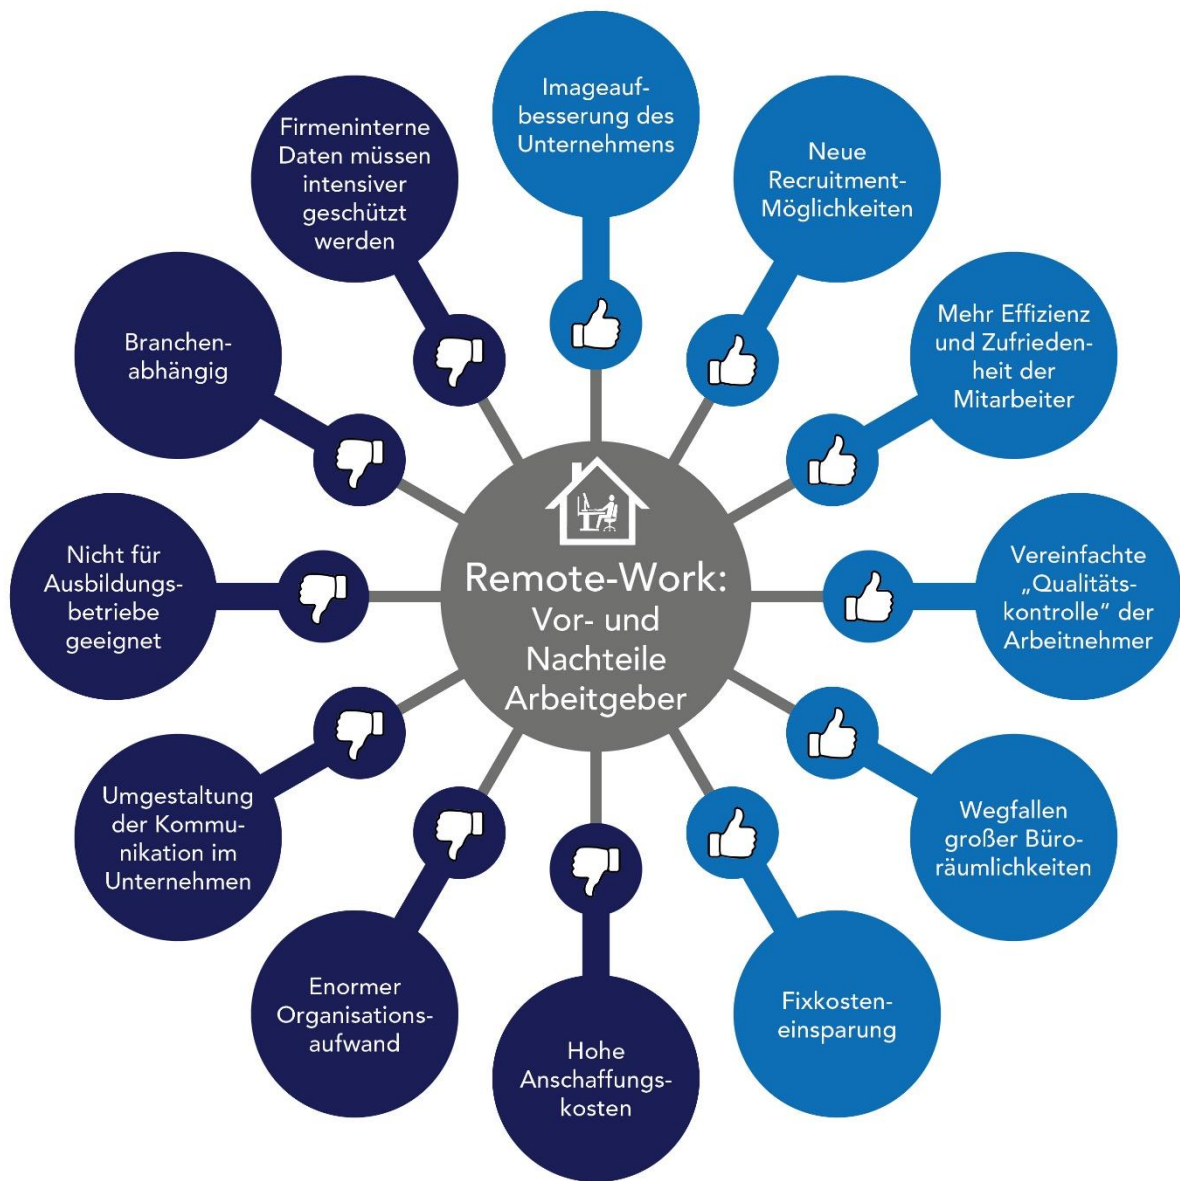 Remote-Work:
Vor- und
Nachteile
Arbeitgeber
Imageauf-
besserung des
Unternehmens
Neue
Recruitment-
Möglichkeiten
Mehr Effizienz
und Zufrieden-
heit der
Mitarbeiter
Vereinfachte
„Qualitäts-
kontrolle“ der
Arbeitnehmer
Wegfallen
großer Büro-
räumlichkeiten
Fixkosten-
einsparung
Hohe
Anschaffungs-
kosten
Enormer
Organisations-
aufwand
Umgestaltung
der Kommu-
nikation im
Unternehmen
Nicht für
Ausbildungs-
betriebe
geeignet
Branchen-
abhängig
Firmeninterne
Daten müssen
intensiver
geschützt
werden